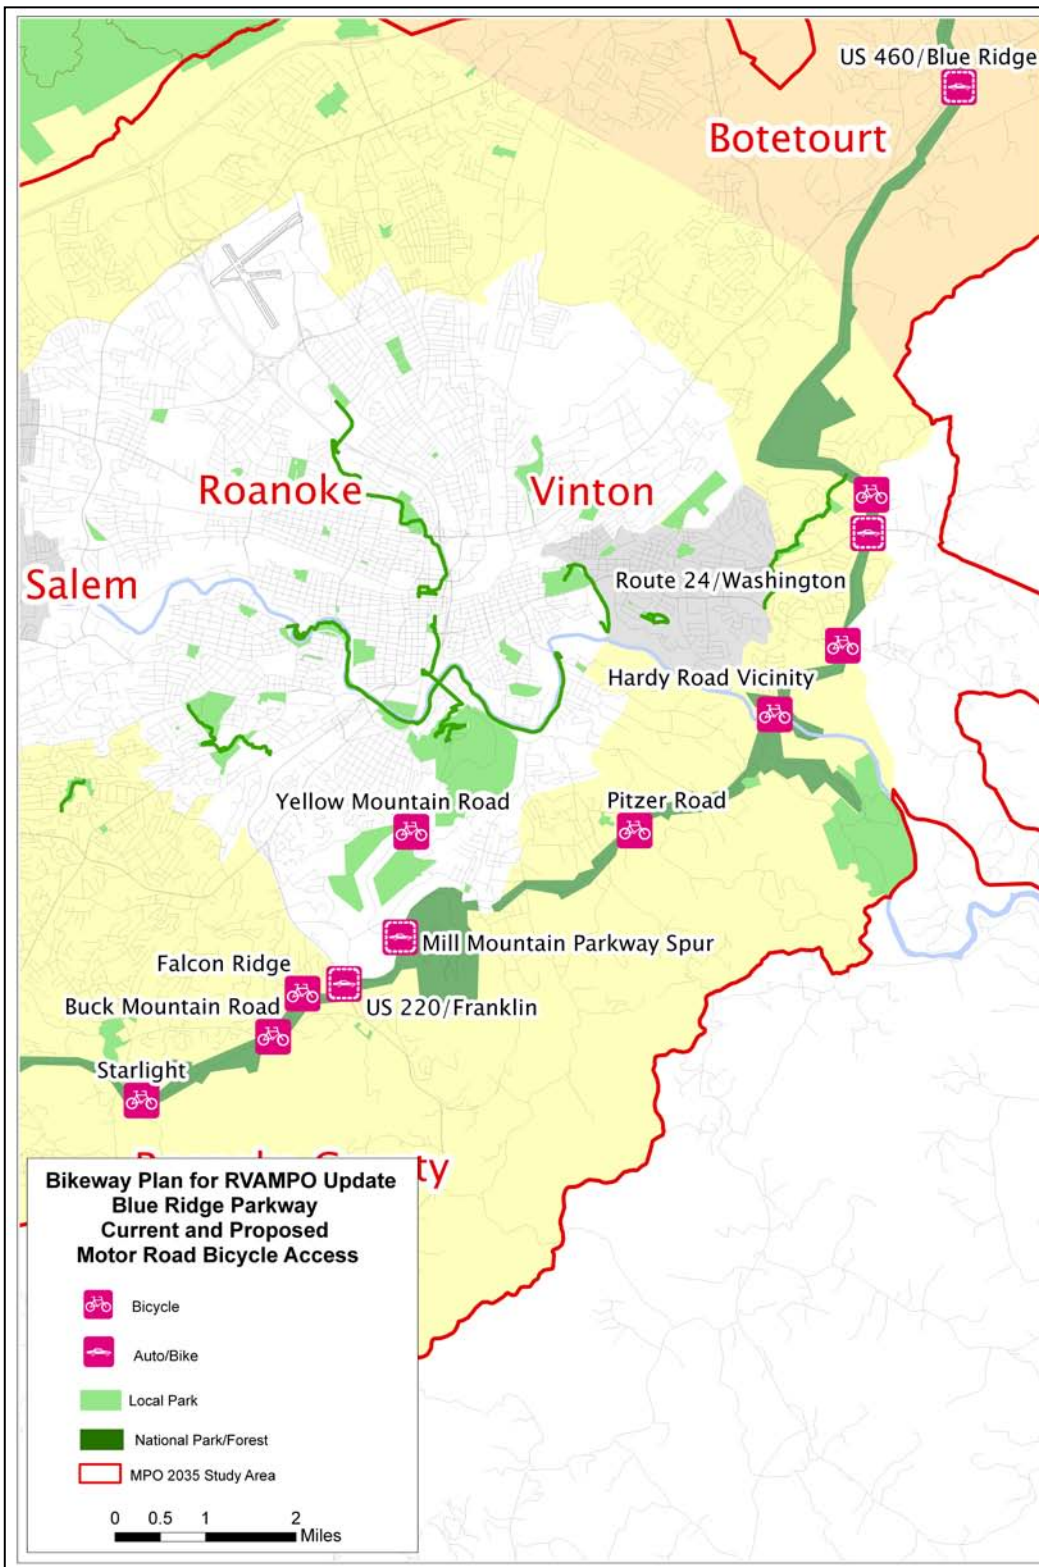 US 460/Blue Ridge
Botetourt
Roanoke
Vinton
Salem
Route 24/Washington
Hardy Road Vicinity
Yellow Mountain Road
Pitzer Road
Mill Mountain Parkway Spur
Falcon Ridge
Buck Mountain Road
US 220/Franklin
Starlight
Bikeway Plan for RVAMPO Update
Blue Ridge Parkway
Current and Proposed
Motor Road Bicycle Access
Bicycle
Auto/Bike
Local Park
National Park/Forest
MPO 2035 Study Area
0 0.5 1 2
Miles